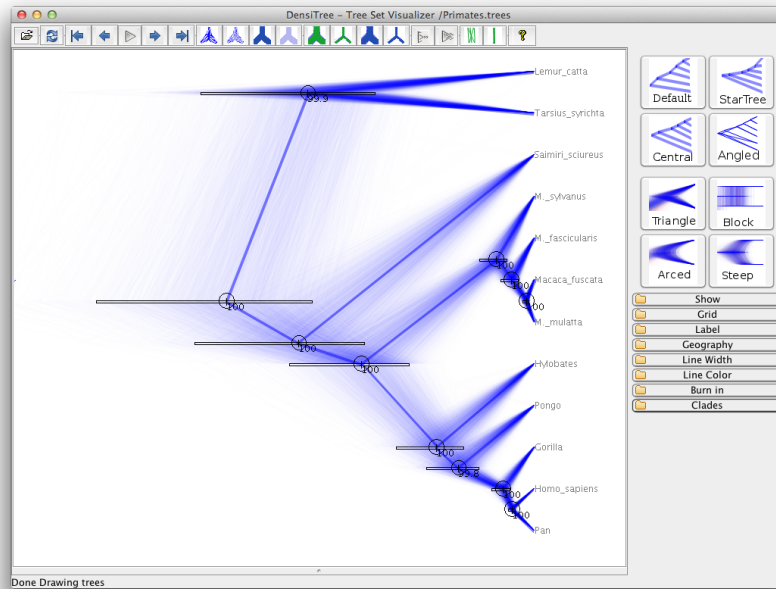 DensiTree - Tree Set Visualizer /Primates.trees
?
Lemur_catta
99.9
Tarsius_syrichta
Saimiri_sciureus
M._sylvanus
M._fascicularis
100
Macaca_fuscata
100
100
100
M._mulatta
100
Hylobates
100
Pongo
100
Gorilla
99.8
Homo_sapiens
100
Pan
100
Default
StarTree
Central
Angled
Triangle
Block
Arced
Steep
Show
Grid
Label
Geography
Line Width
Line Color
Burn in
Clades
Done Drawing trees